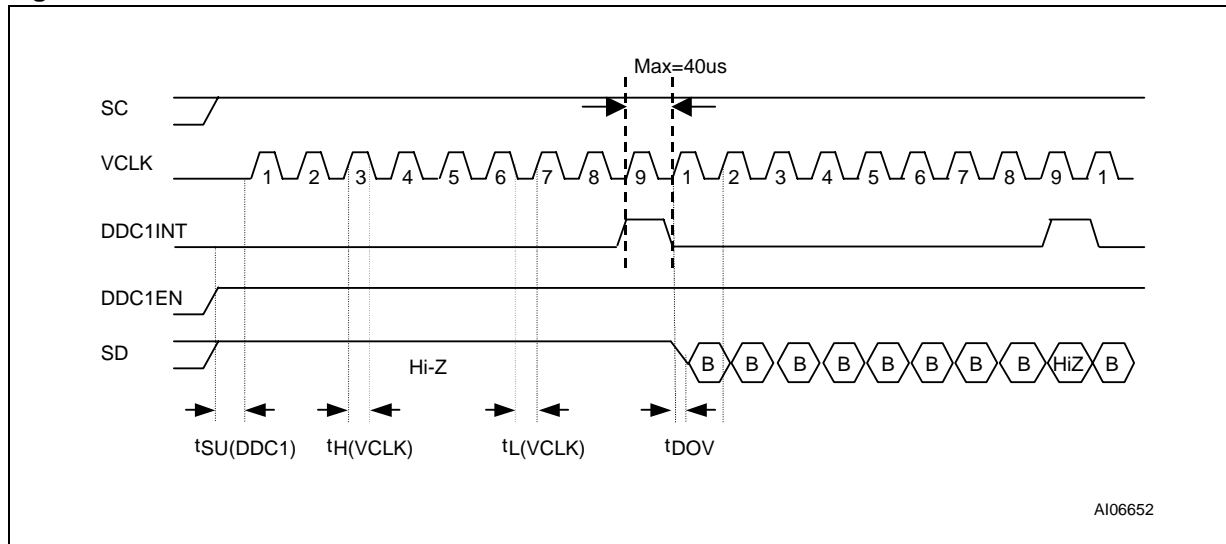 Max=40us
SC
VCLK
1 2 3 4 5 6 7 8 9 1 2 3 4 5 6 7 8 9 1
DDC1INT
DDC1EN
SD
Hi-Z
B B B B B B B B HiZ B
tSU(DDC1) tH(VCLK) tL(VCLK) tDOV
AI06652